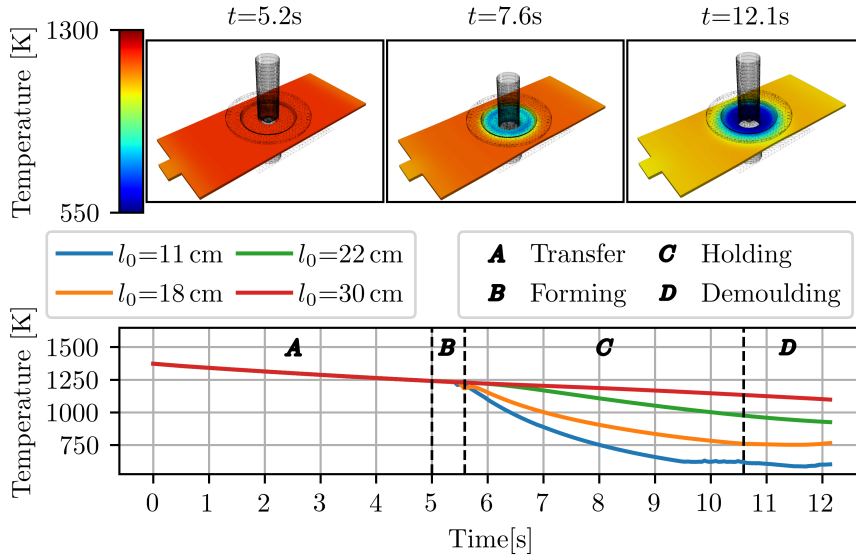 t=5.2s t=7.6s t=12.1s
1300
Temperature [K]
550
l₀=11 cm l₀=22 cm
l₀=18 cm l₀=30 cm
A Transfer C Holding
B Forming D Demoulding
Temperature [K]
1500
1250
1000
750
A B C D
0 1 2 3 4 5 6 7 8 9 10 11 12
Time[s]